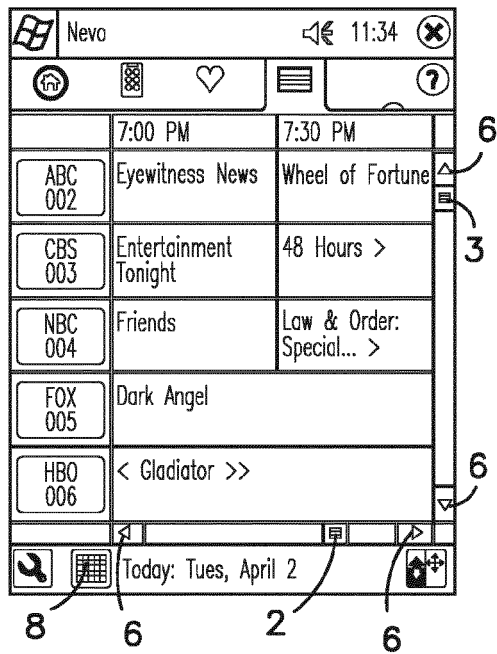 Nevo 11:34
?
7:00 PM 7:30 PM
6
ABC 002 Eyewitness News Wheel of Fortune
3
CBS 003 Entertainment Tonight 48 Hours >
NBC 004 Friends Law & Order: Special... >
FOX 005 Dark Angel
HBO 006 < Gladiator >>
6
Today: Tues, April 2
8 6 2 6